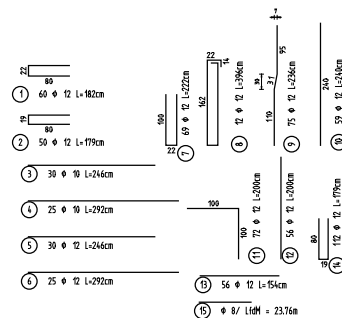 22
80
1 60 Φ 12 L=182cm
19
80
2 50 Φ 12 L=179cm
3 30 Φ 10 L=246cm
4 25 Φ 10 L=292cm
5 30 Φ 12 L=246cm
6 25 Φ 12 L=292cm
100
22
7 69 Φ 12 L=222cm
22
14
162
8 12 Φ 12 L=396cm
7
95
30
31
110
9 75 Φ 12 L=236cm
240
10 59 Φ 12 L=240cm
100
100
11 72 Φ 12 L=200cm
12 56 Φ 12 L=200cm
13 56 Φ 12 L=154cm
80
19
14 112 Φ 12 L=179cm
15 Φ 8/ LfdM = 23.76m